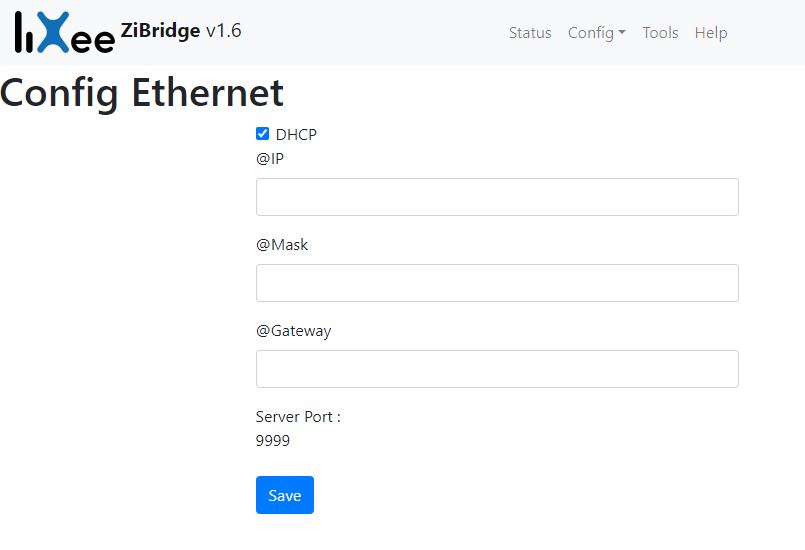 liXee ZiBridge v1.6 Status Config Tools Help
Config Ethernet
DHCP
@IP
@Mask
@Gateway
Server Port :
9999
Save